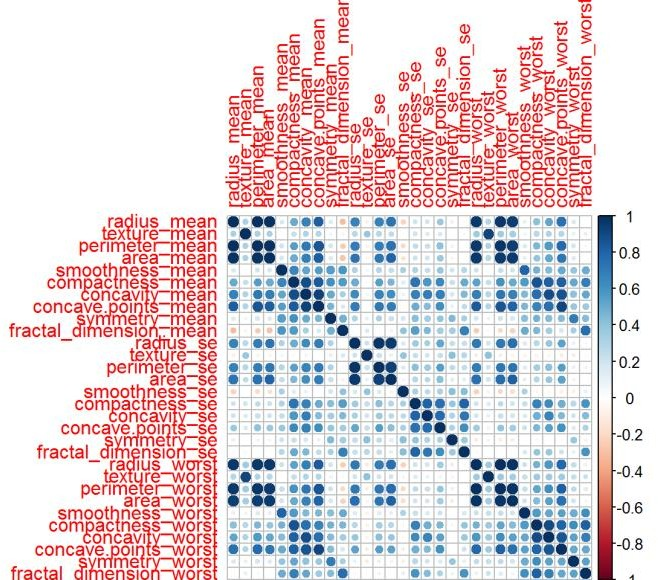 radius_mean
texture_mean
perimeter_mean
area_mean
smoothness_mean
compactness_mean
concavity_mean
concave.points_mean
symmetry_mean
fractal_dimension_mean
radius_se
texture_se
perimeter_se
area_se
smoothness_se
compactness_se
concavity_se
concave.points_se
symmetry_se
fractal_dimension_se
radius_worst
texture_worst
perimeter_worst
area_worst
smoothness_worst
compactness_worst
concavity_worst
concave.points_worst
symmetry_worst
fractal_dimension_worst
radius_mean
texture_mean
perimeter_mean
area_mean
smoothness_mean
compactness_mean
concavity_mean
concave.points_mean
symmetry_mean
fractal_dimension_mean
radius_se
texture_se
perimeter_se
area_se
smoothness_se
compactness_se
concavity_se
concave.points_se
symmetry_se
fractal_dimension_se
radius_worst
texture_worst
perimeter_worst
area_worst
smoothness_worst
compactness_worst
concavity_worst
concave.points_worst
symmetry_worst
fractal_dimension_worst
1
0.8
0.6
0.4
0.2
0
-0.2
-0.4
-0.6
-0.8
-1